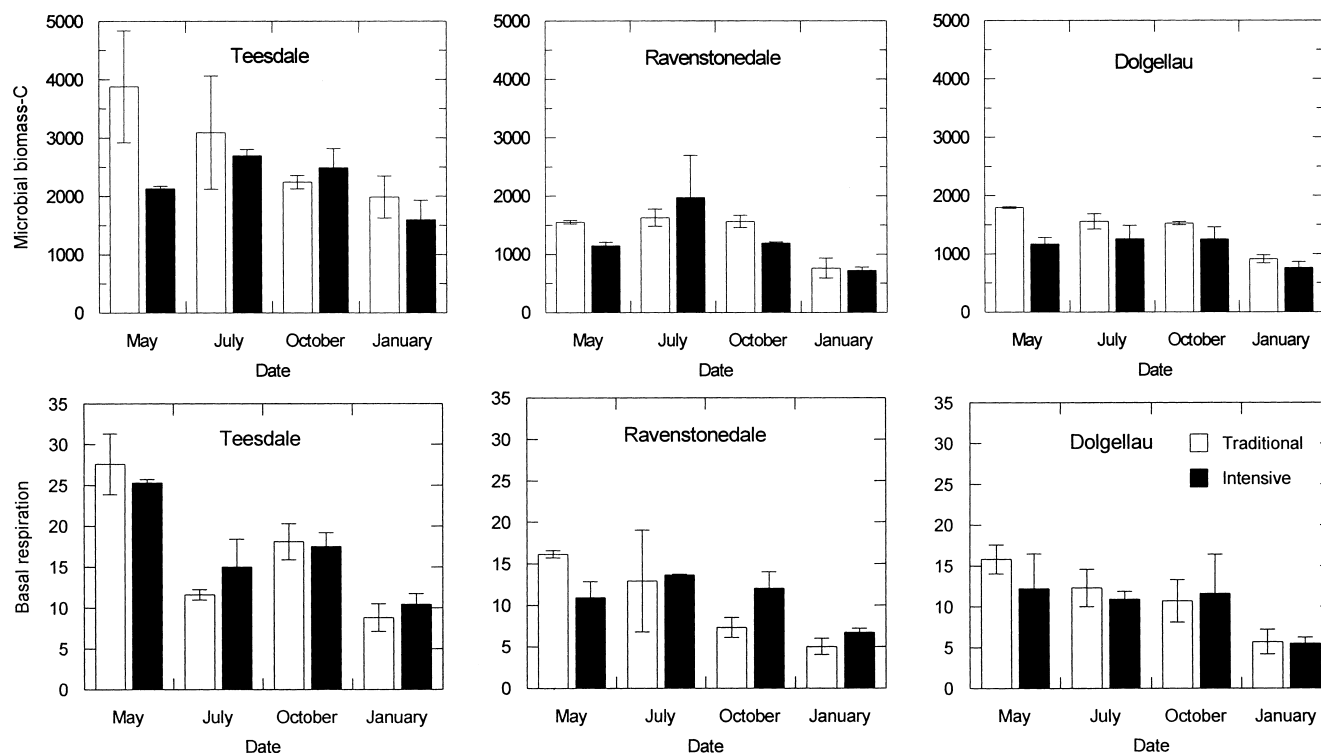 Microbial biomass-C
5000
4000
3000
2000
1000
0
Teesdale
May July October January
Date
5000
4000
3000
2000
1000
0
Ravenstonedale
May July October January
Date
5000
4000
3000
2000
1000
0
Dolgellau
May July October January
Date
Basal respiration
35
30
25
20
15
10
5
0
Teesdale
May July October January
Date
35
30
25
20
15
10
5
0
Ravenstonedale
May July October January
Date
35
30
25
20
15
10
5
0
Dolgellau
Traditional
Intensive
May July October January
Date